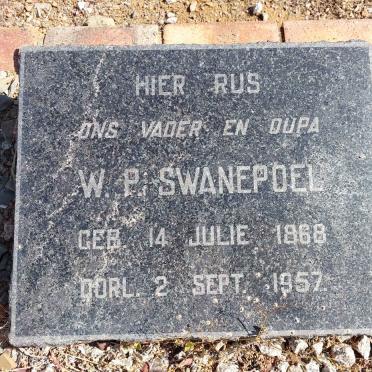 HIER RUS
ONS VADER EN OUPA
W. P. SWANEPOEL
GEB. 14 JULIE 1868
OORL. 2 SEPT. 1957.